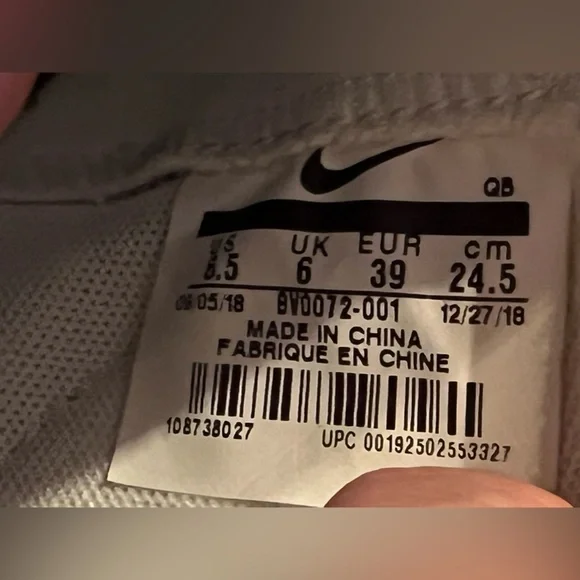 QB
US UK EUR cm
8.5 6 39 24.5
09/05/18 BV0072-001 12/27/18
MADE IN CHINA
FABRIQUE EN CHINE
108738027 UPC 00192502553327